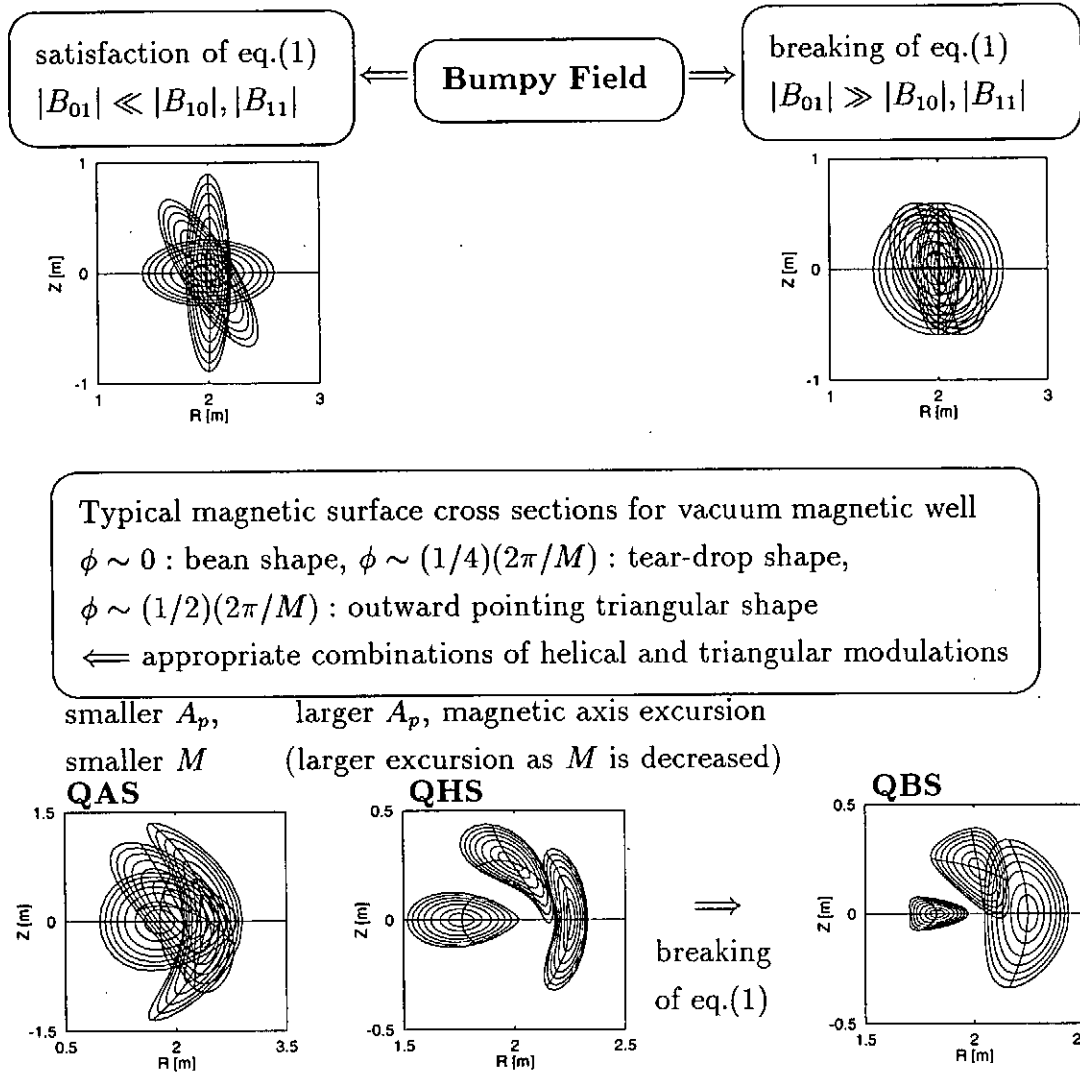 satisfaction of eq.(1)
|B₀₁| ≪ |B₁₀|, |B₁₁|
⟸ Bumpy Field ⟹
breaking of eq.(1)
|B₀₁| ≫ |B₁₀|, |B₁₁|
1
0
-1
Z [m]
1 2 3
R [m]
1
0
-1
Z [m]
1 2 3
R [m]
Typical magnetic surface cross sections for vacuum magnetic well
ϕ ∼ 0 : bean shape, ϕ ∼ (1/4)(2π/M) : tear-drop shape,
ϕ ∼ (1/2)(2π/M) : outward pointing triangular shape
⟸ appropriate combinations of helical and triangular modulations
smaller Aₚ, larger Aₚ, magnetic axis excursion
smaller M (larger excursion as M is decreased)
QAS
1.5
0
-1.5
Z [m]
0.5 2 3.5
R [m]
QHS
0.5
0
-0.5
Z [m]
1.5 2 2.5
R [m]
⟹
breaking
of eq.(1)
QBS
0.5
0
-0.5
Z [m]
1.5 2
R [m]